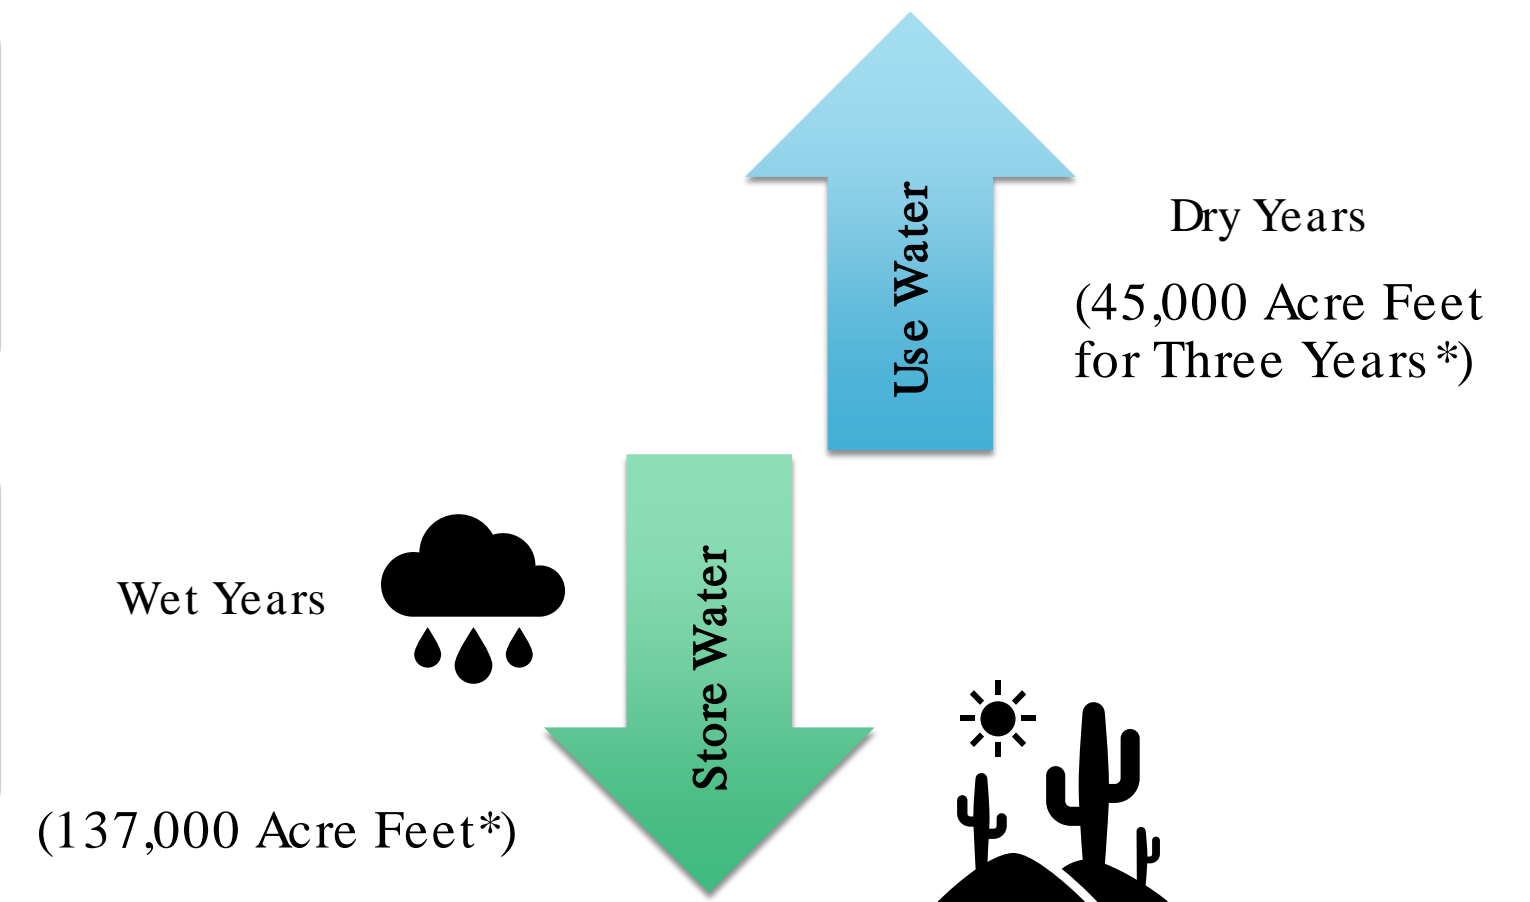 Use Water
Dry Years
(45,000 Acre Feet
for Three Years*)
Wet Years
Store Water
(137,000 Acre Feet*)